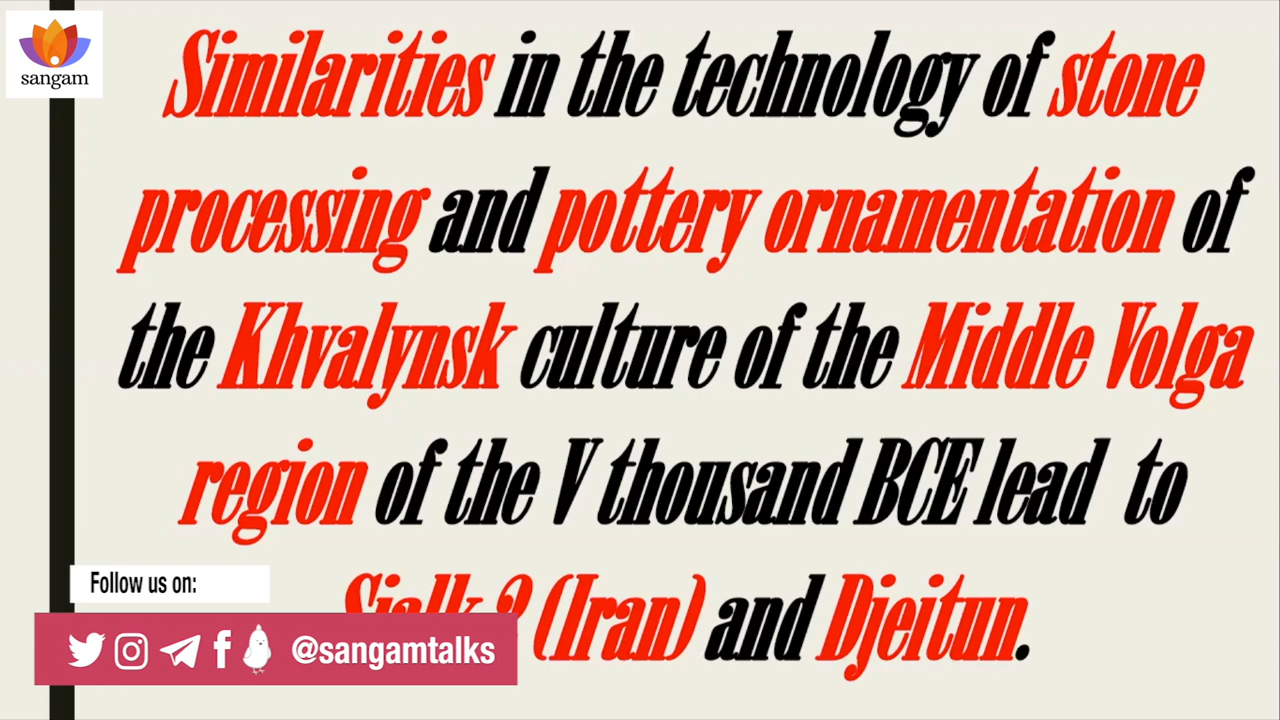 sangam
Similarities in the technology of stone
processing and pottery ornamentation of
the Khvalynsk culture of the Middle Volga
region of the V thousand BCE lead to
Sialk 2 (Iran) and Djeitun.
Follow us on:
@sangamtalks